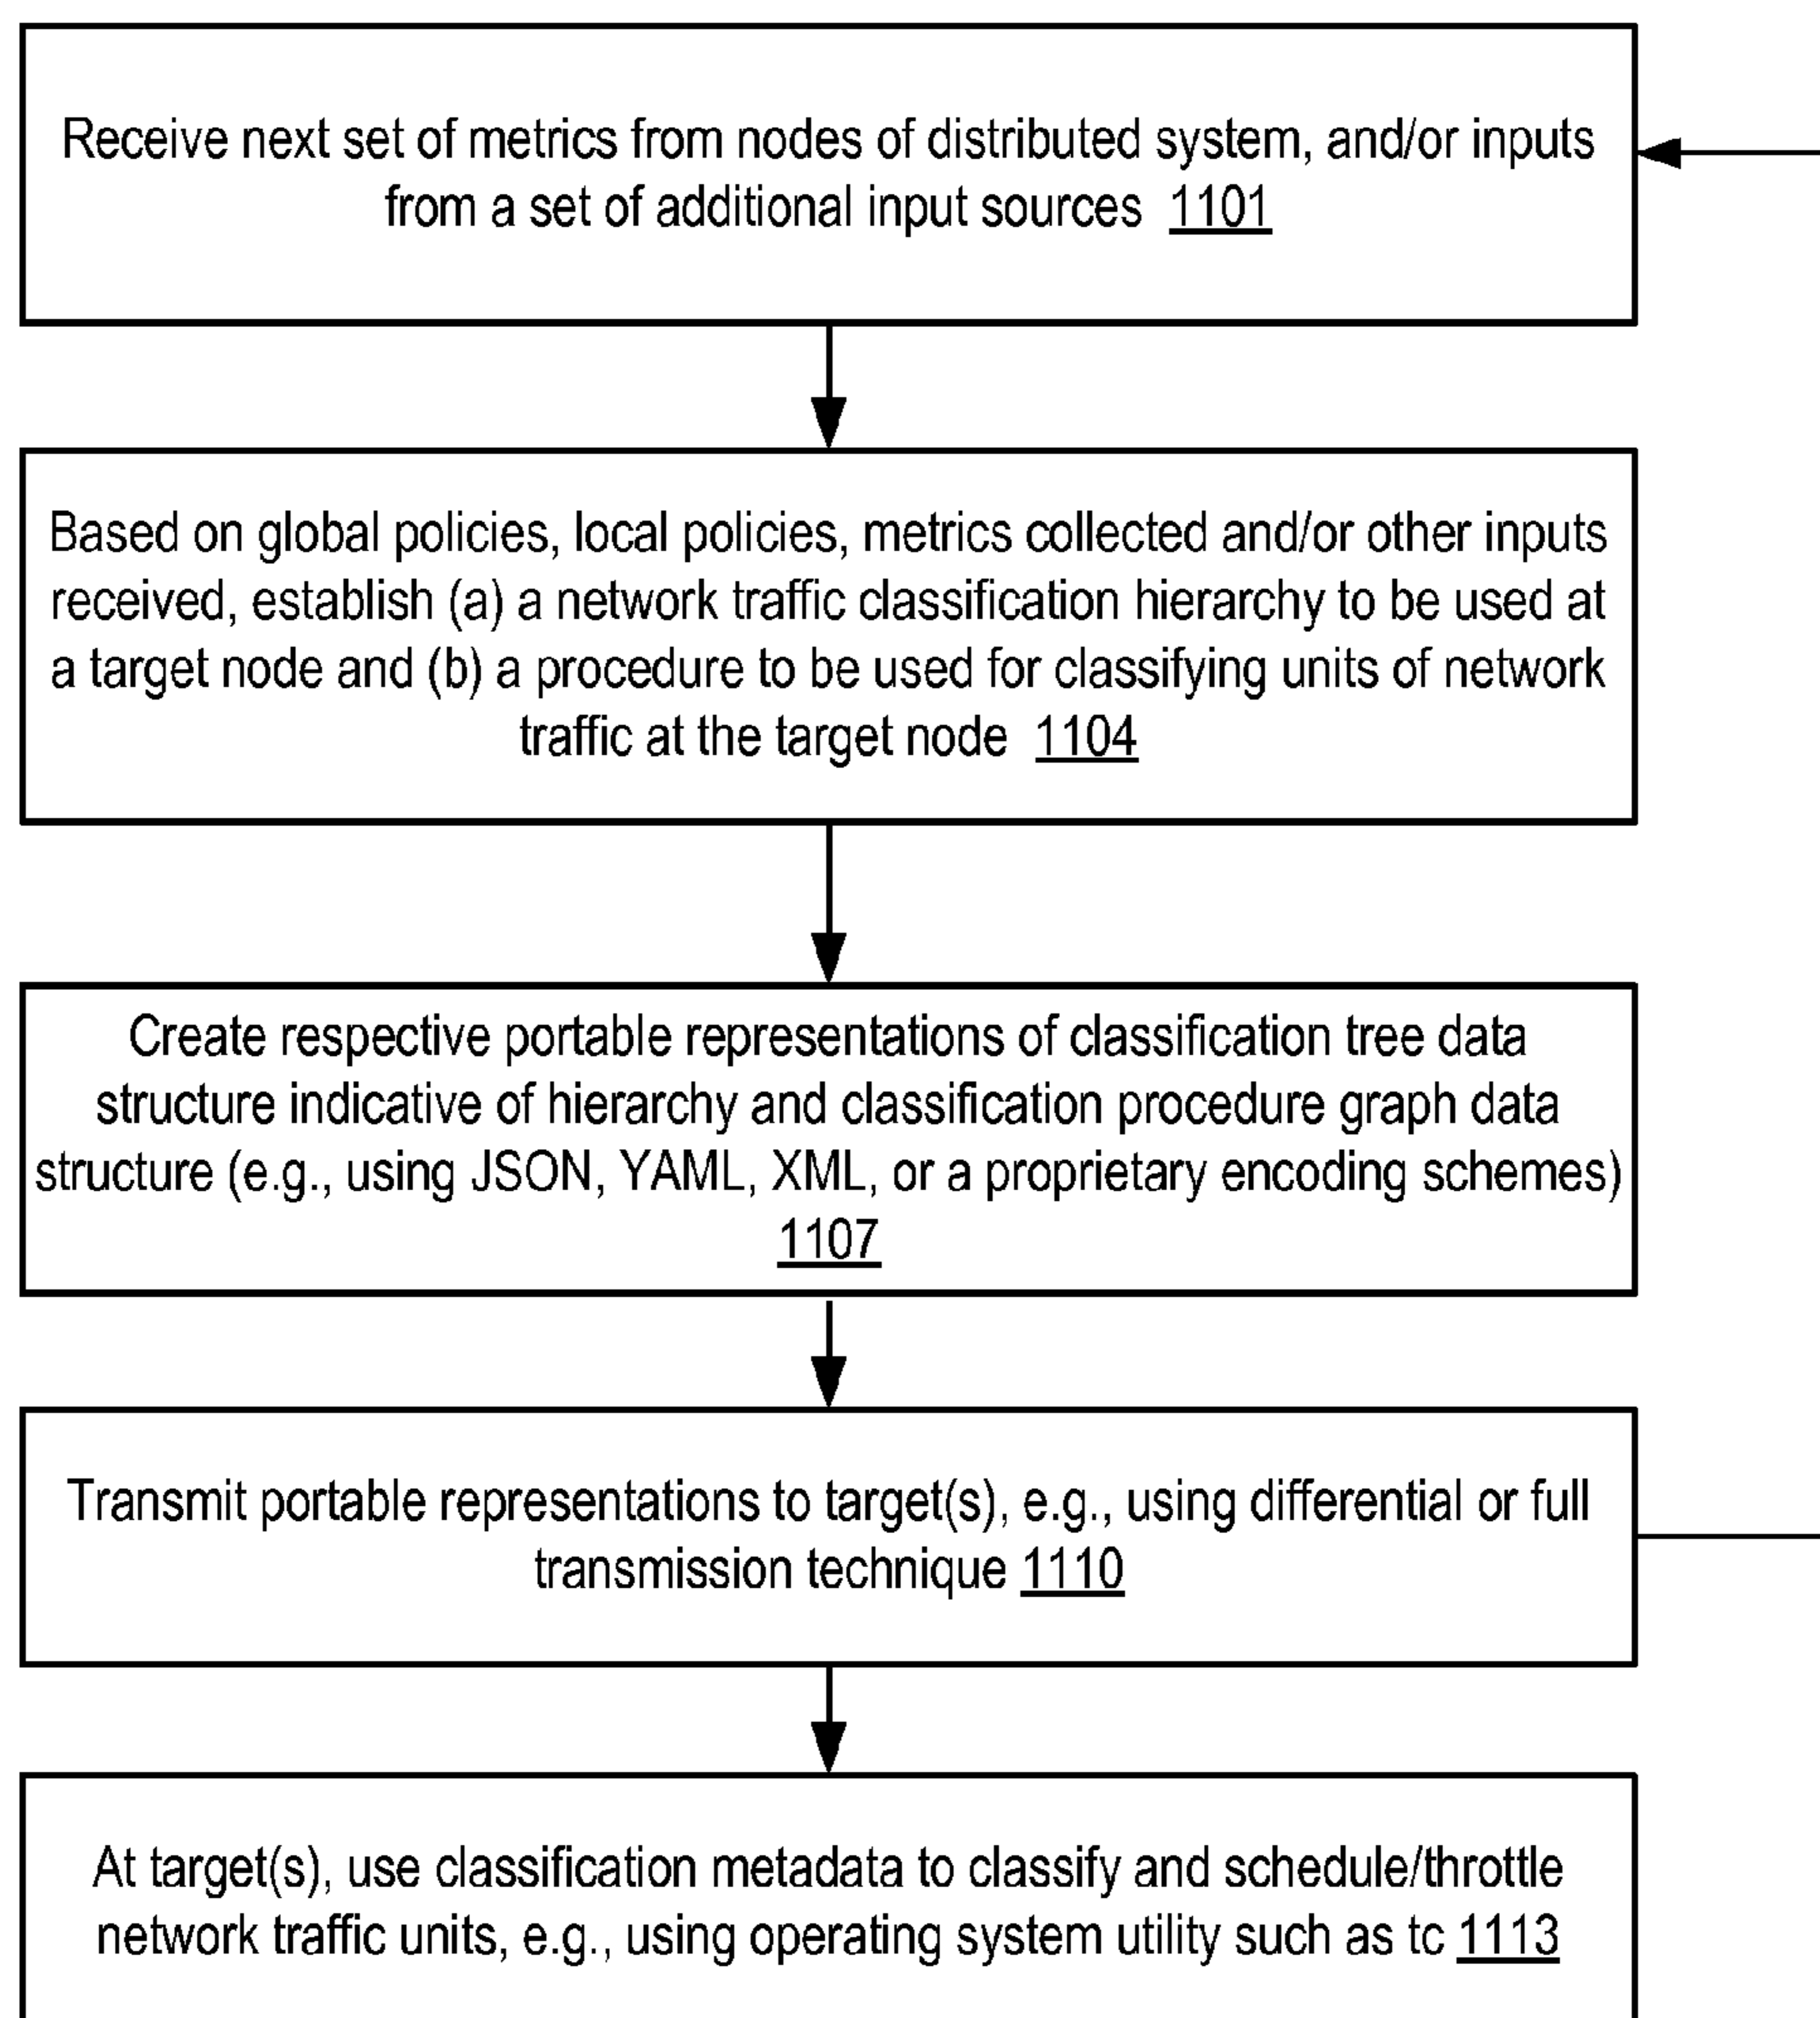 Receive next set of metrics from nodes of distributed system, and/or inputs
from a set of additional input sources 1101
Based on global policies, local policies, metrics collected and/or other inputs
received, establish (a) a network traffic classification hierarchy to be used at
a target node and (b) a procedure to be used for classifying units of network
traffic at the target node 1104
Create respective portable representations of classification tree data
structure indicative of hierarchy and classification procedure graph data
structure (e.g., using JSON, YAML, XML, or a proprietary encoding schemes)
1107
Transmit portable representations to target(s), e.g., using differential or full
transmission technique 1110
At target(s), use classification metadata to classify and schedule/throttle
network traffic units, e.g., using operating system utility such as tc 1113